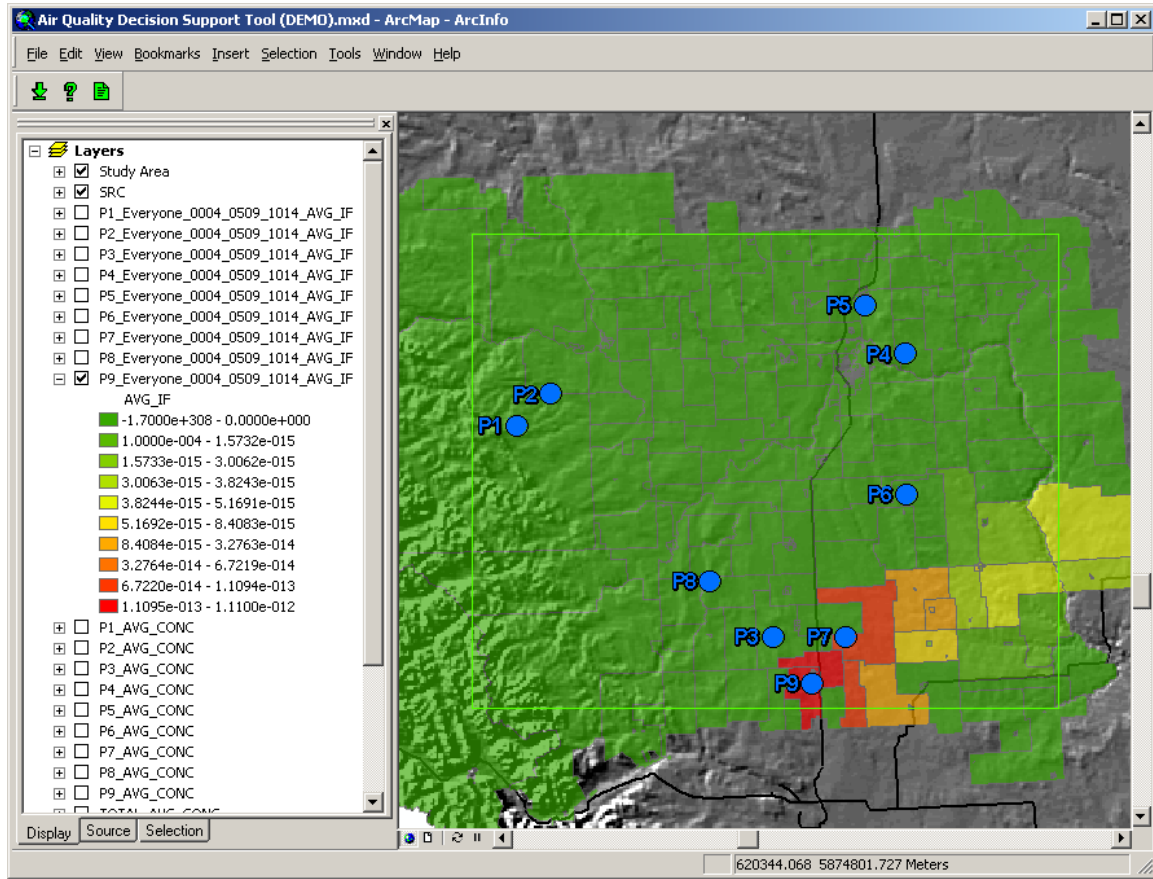 Air Quality Decision Support Tool (DEMO).mxd - ArcMap - ArcInfo
File Edit View Bookmarks Insert Selection Tools Window Help
Layers
Study Area
SRC
P1_Everyone_0004_0509_1014_AVG_IF
P2_Everyone_0004_0509_1014_AVG_IF
P3_Everyone_0004_0509_1014_AVG_IF
P4_Everyone_0004_0509_1014_AVG_IF
P5_Everyone_0004_0509_1014_AVG_IF
P6_Everyone_0004_0509_1014_AVG_IF
P7_Everyone_0004_0509_1014_AVG_IF
P8_Everyone_0004_0509_1014_AVG_IF
P9_Everyone_0004_0509_1014_AVG_IF
AVG_IF
-1.7000e+308 - 0.0000e+000
1.0000e-004 - 1.5732e-015
1.5733e-015 - 3.0062e-015
3.0063e-015 - 3.8243e-015
3.8244e-015 - 5.1691e-015
5.1692e-015 - 8.4083e-015
8.4084e-015 - 3.2763e-014
3.2764e-014 - 6.7219e-014
6.7220e-014 - 1.1094e-013
1.1095e-013 - 1.1100e-012
P1_AVG_CONC
P2_AVG_CONC
P3_AVG_CONC
P4_AVG_CONC
P5_AVG_CONC
P6_AVG_CONC
P7_AVG_CONC
P8_AVG_CONC
P9_AVG_CONC
TOTAL_AVG_CONC
Display Source Selection
P5
P4
P2
P1
P6
P8
P3
P7
P9
620344.068 5874801.727 Meters